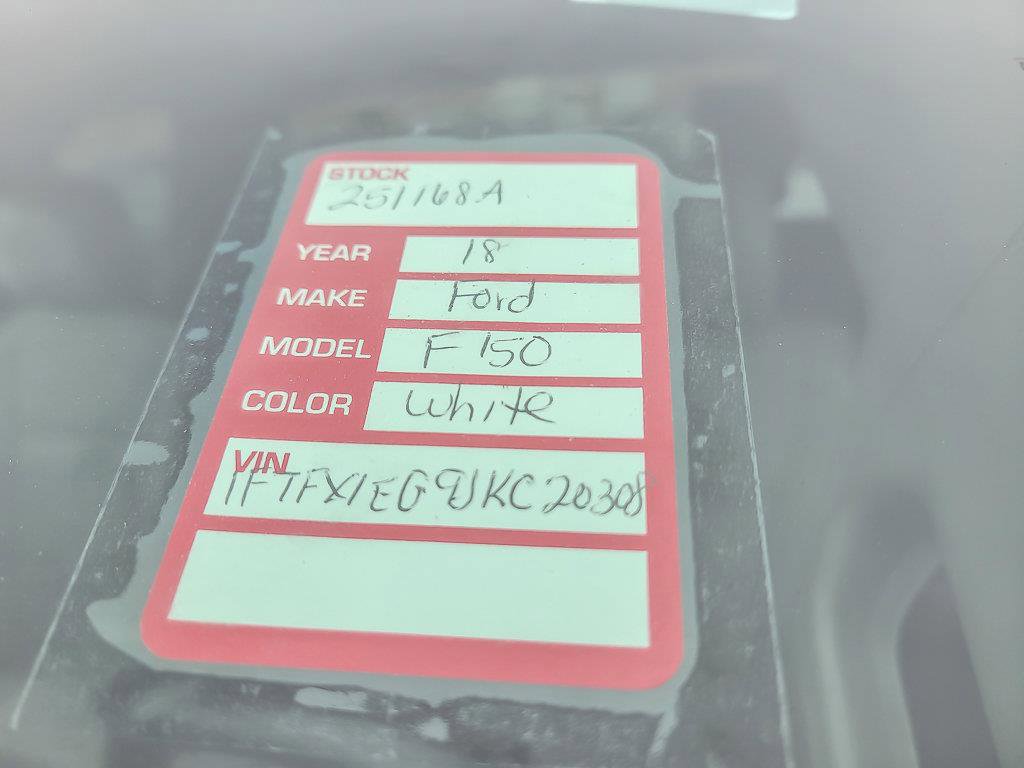 STOCK
251168A
YEAR 18
MAKE Ford
MODEL F150
COLOR White
VIN
1FTFX1EG9JKC20308